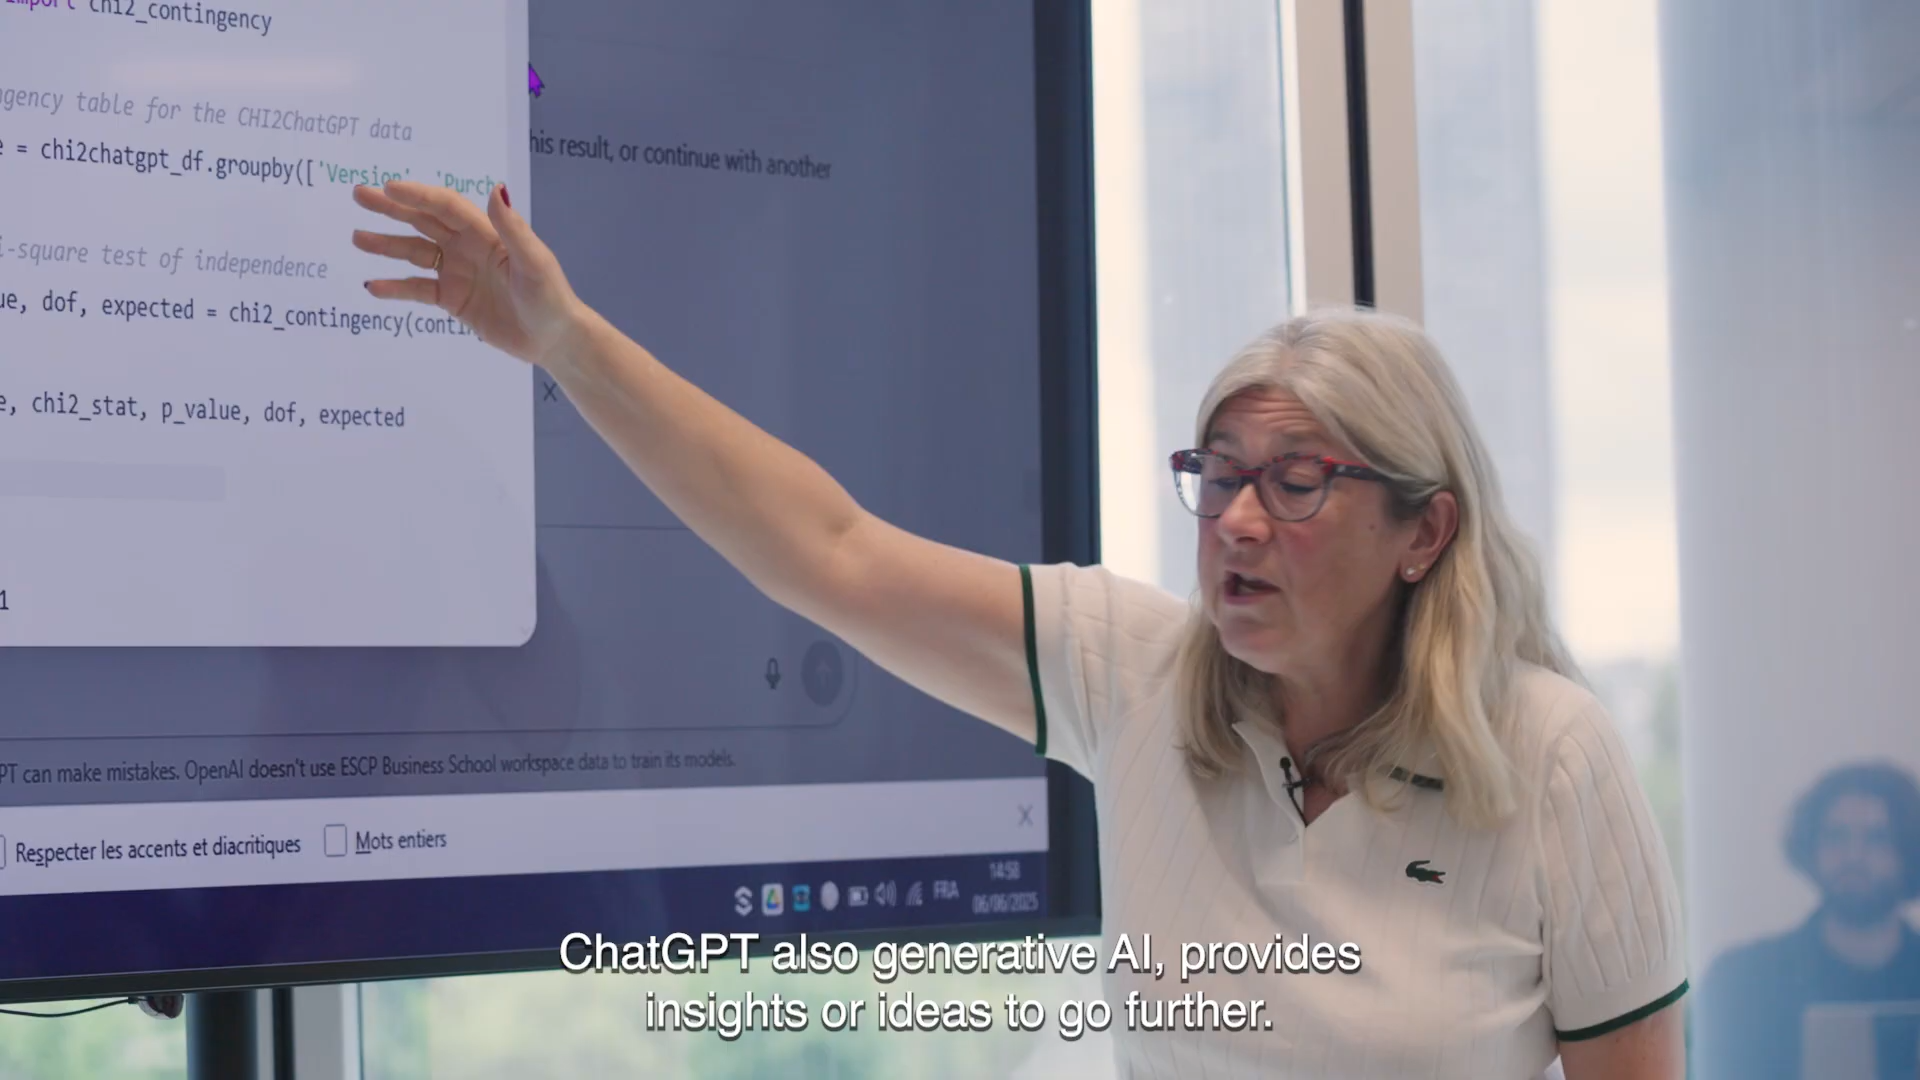 import chi2_contingency
ngency table for the CHI2ChatGPT data
= chi2chatgpt_df.groupby(['Version', 'Purch
his result, or continue with another
i-square test of independence
ue, dof, expected = chi2_contingency(contin
e, chi2_stat, p_value, dof, expected
1
PT can make mistakes. OpenAI doesn't use ESCP Business School workspace data to train its models.
Respecter les accents et diacritiques Mots entiers
FRA
14:58
06/06/2025
ChatGPT also generative AI, provides
insights or ideas to go further.